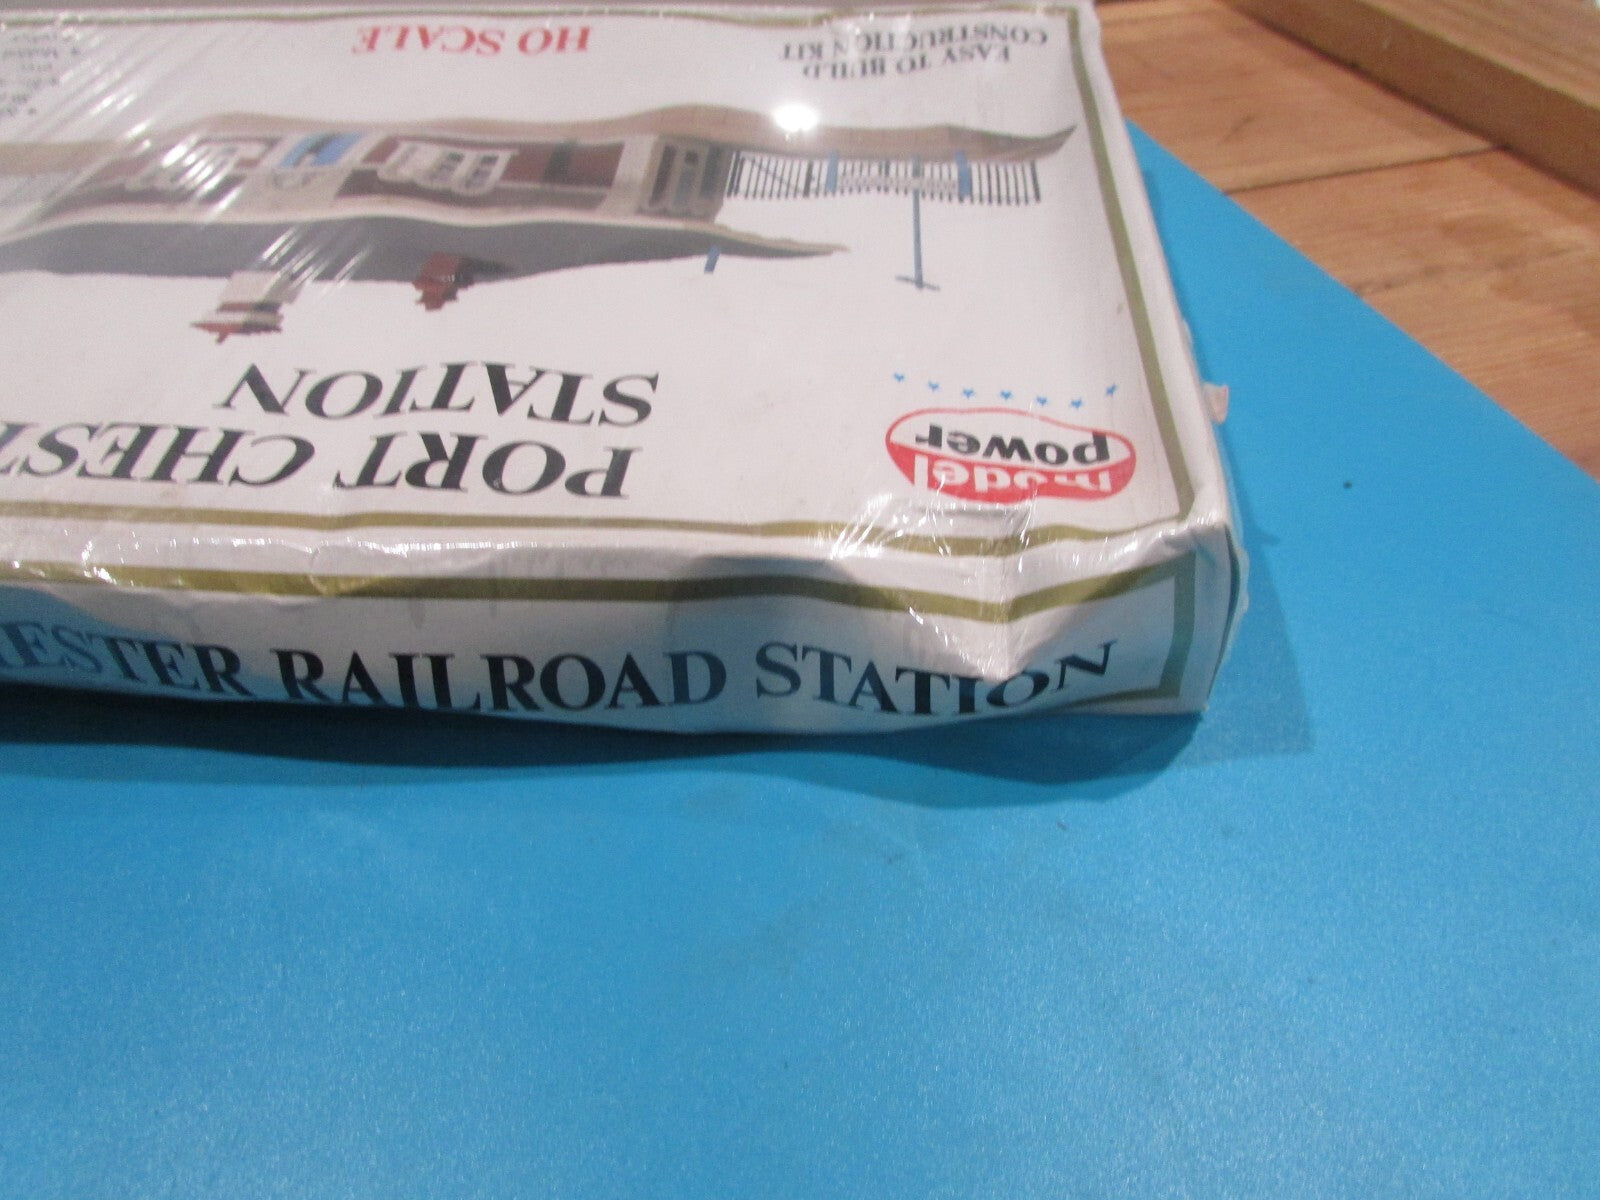 model
power
PORT CHEST
STATION
EASY TO BUILD
CONSTRUCTION KIT
HO SCALE
ESTER RAILROAD STATION